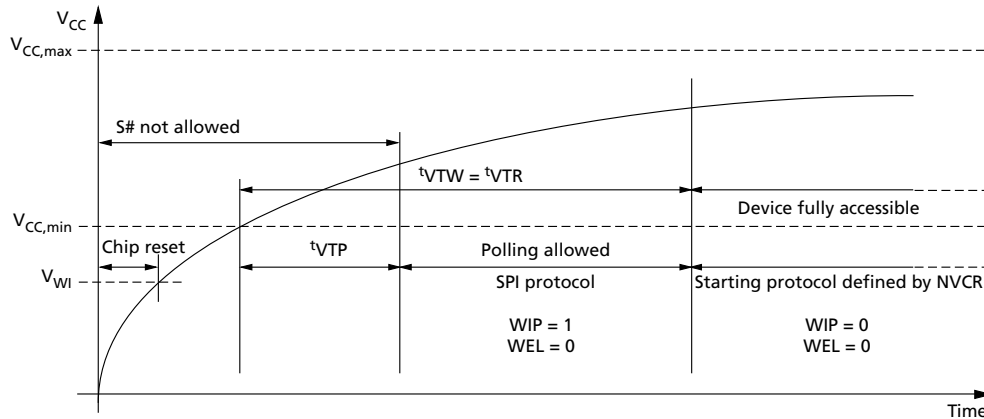 VCC
VCC,max
S# not allowed
tVTW = tVTR
VCC,min
Device fully accessible
Chip reset
tVTP
Polling allowed
VWI
SPI protocol
Starting protocol defined by NVCR
WIP = 1
WEL = 0
WIP = 0
WEL = 0
Time